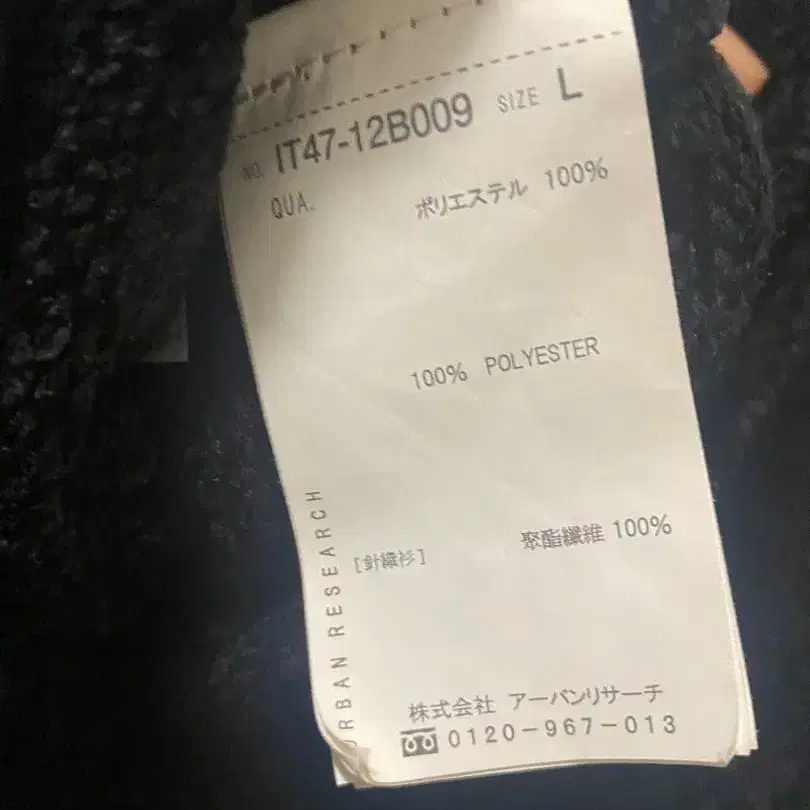 NO. IT47-12B009 SIZE L
QUA. ポリエステル 100%
100% POLYESTER
[針織衫] 聚酯纖維 100%
URBAN RESEARCH
株式会社 アーバンリサーチ
0120-967-013